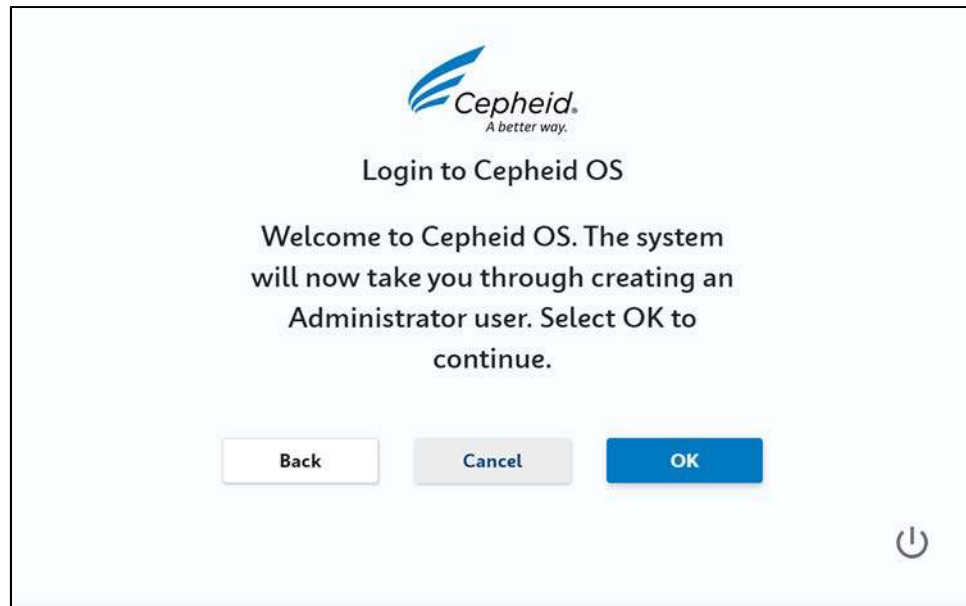 Cepheid.
A better way.
Login to Cepheid OS
Welcome to Cepheid OS. The system
will now take you through creating an
Administrator user. Select OK to
continue.
Back
Cancel
OK